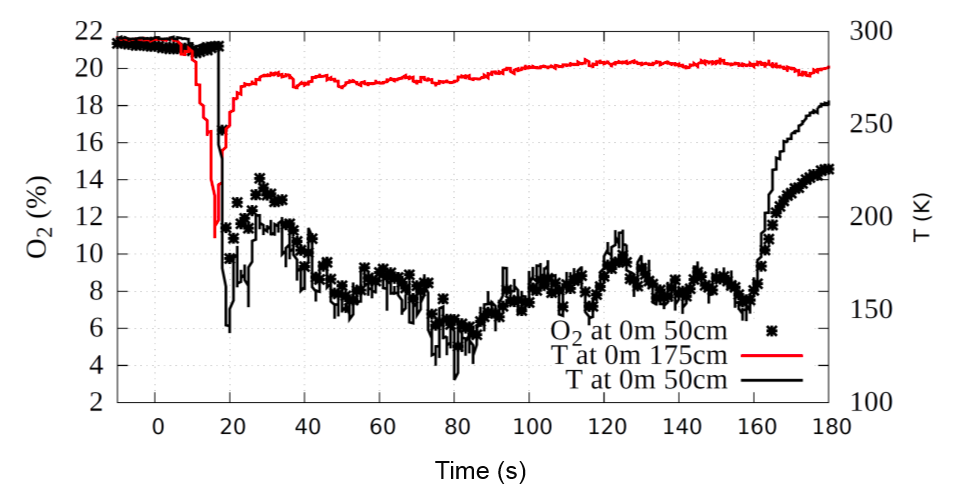 22
20
18
16
14
12
10
8
6
4
2
O2 (%)
300
250
200
150
100
T (K)
O2 at 0m 50cm
T at 0m 175cm
T at 0m 50cm
0 20 40 60 80 100 120 140 160 180
Time (s)